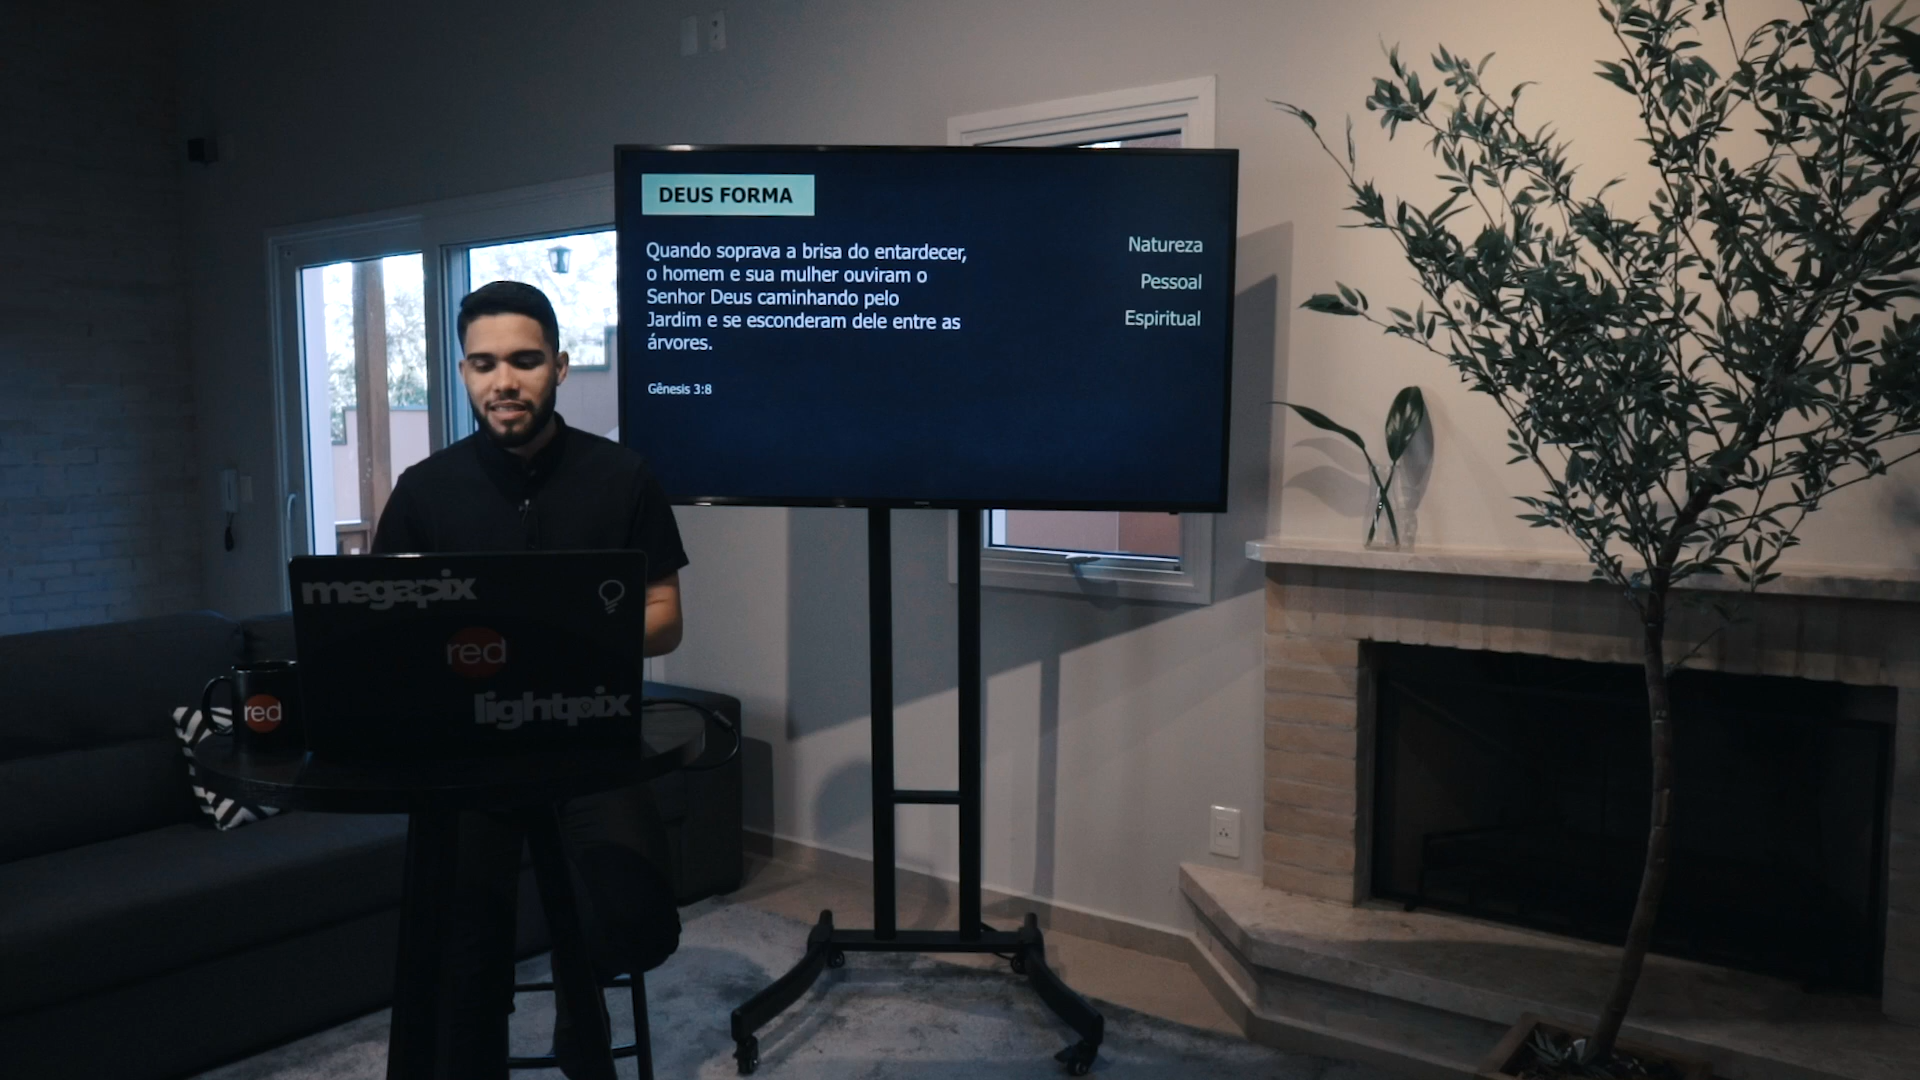 DEUS FORMA
Quando soprava a brisa do entardecer,
o homem e sua mulher ouviram o
Senhor Deus caminhando pelo
Jardim e se esconderam dele entre as
árvores.
Gênesis 3:8
Natureza
Pessoal
Espiritual
megapix
red
lightpix
red